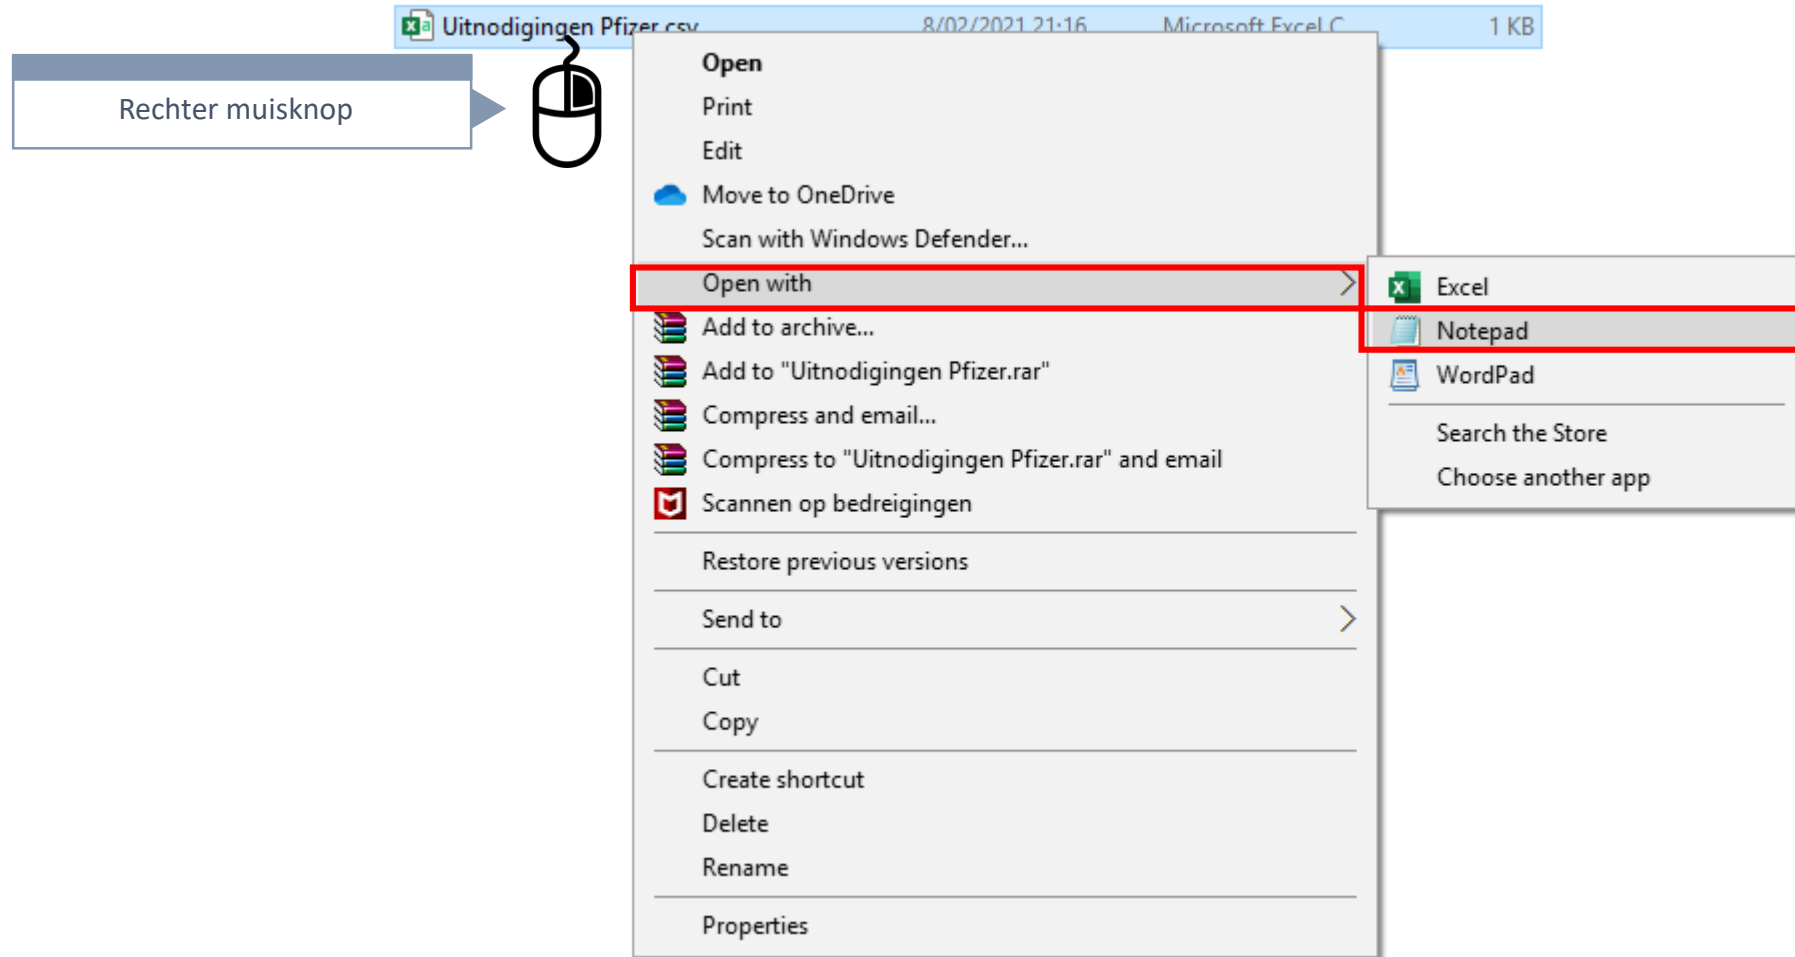 Uitnodigingen Pfizer.csv 8/02/2021 21:16 Microsoft Excel C... 1 KB
Rechter muisknop
Open
Print
Edit
Move to OneDrive
Scan with Windows Defender...
Open with
Excel
Add to archive...
Notepad
Add to "Uitnodigingen Pfizer.rar"
WordPad
Compress and email...
Search the Store
Compress to "Uitnodigingen Pfizer.rar" and email
Choose another app
Scannen op bedreigingen
Restore previous versions
Send to
Cut
Copy
Create shortcut
Delete
Rename
Properties